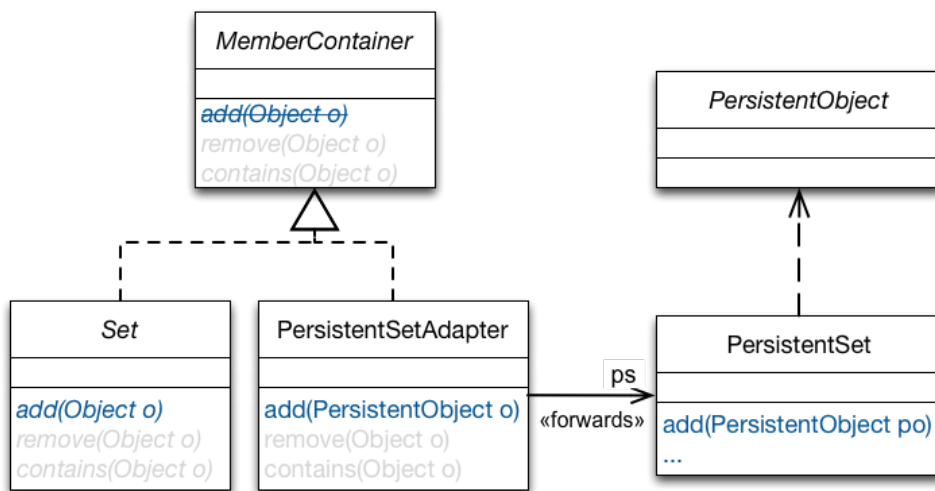 MemberContainer
add(Object o)
remove(Object o)
contains(Object o)
PersistentObject
Set
add(Object o)
remove(Object o)
contains(Object o)
PersistentSetAdapter
add(PersistentObject o)
remove(Object o)
contains(Object o)
ps
«forwards»
PersistentSet
add(PersistentObject po)
...